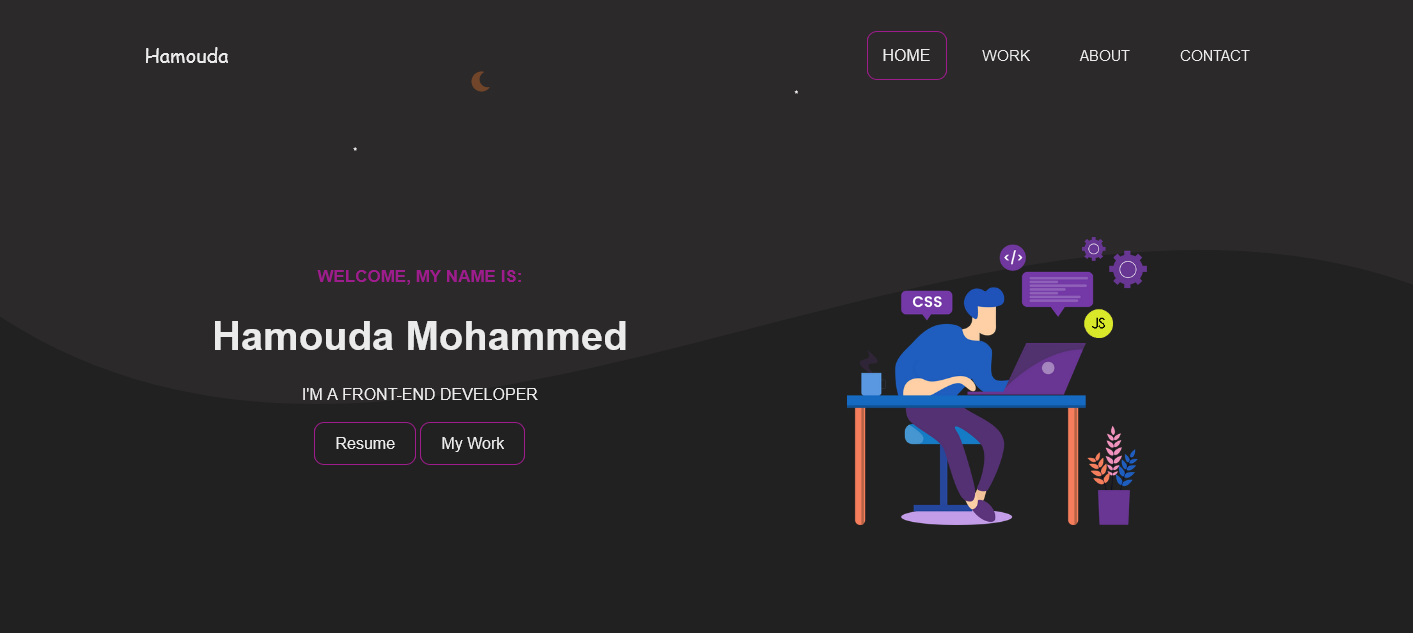 Hamouda
HOME
WORK
ABOUT
CONTACT
WELCOME, MY NAME IS:
Hamouda Mohammed
I'M A FRONT-END DEVELOPER
Resume
My Work
</>
CSS
JS